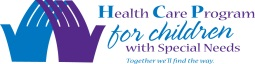 Health Care Program
for children
with Special Needs
Together we'll find the way.